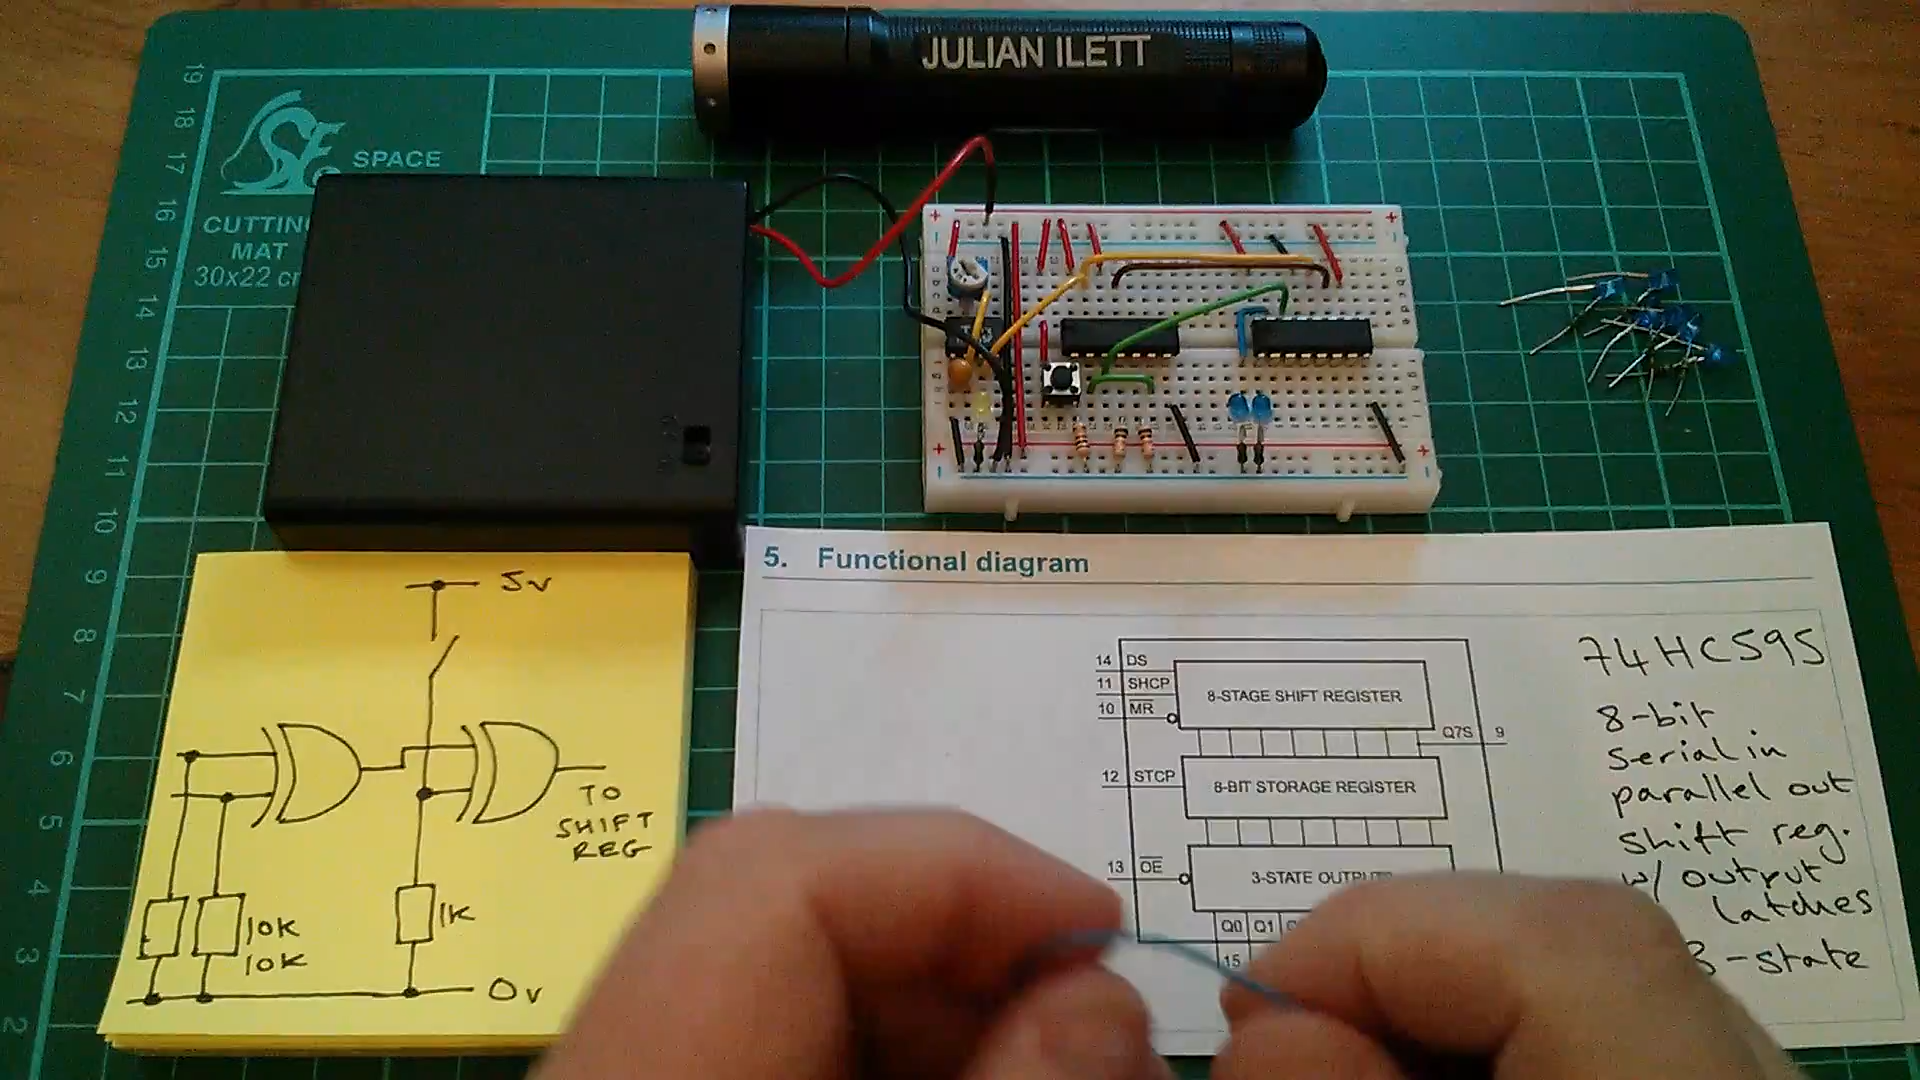 JULIAN ILETT
19
18
17
16
15
14
13
12
11
10
9
8
7
6
5
4
3
2
SPACE
CUTTING
MAT
30x22 c
5v
TO
SHIFT
REG
10K
10K
1K
0v
5. Functional diagram
14 DS
11 SHCP
10 MR
8-STAGE SHIFT REGISTER
Q7S 9
12 STCP
8-BIT STORAGE REGISTER
13 OE
3-STATE OUTPUTS
Q0 Q1
15
74HC595
8-bit
serial in
parallel out
shift reg.
w/ output
latches
3-state